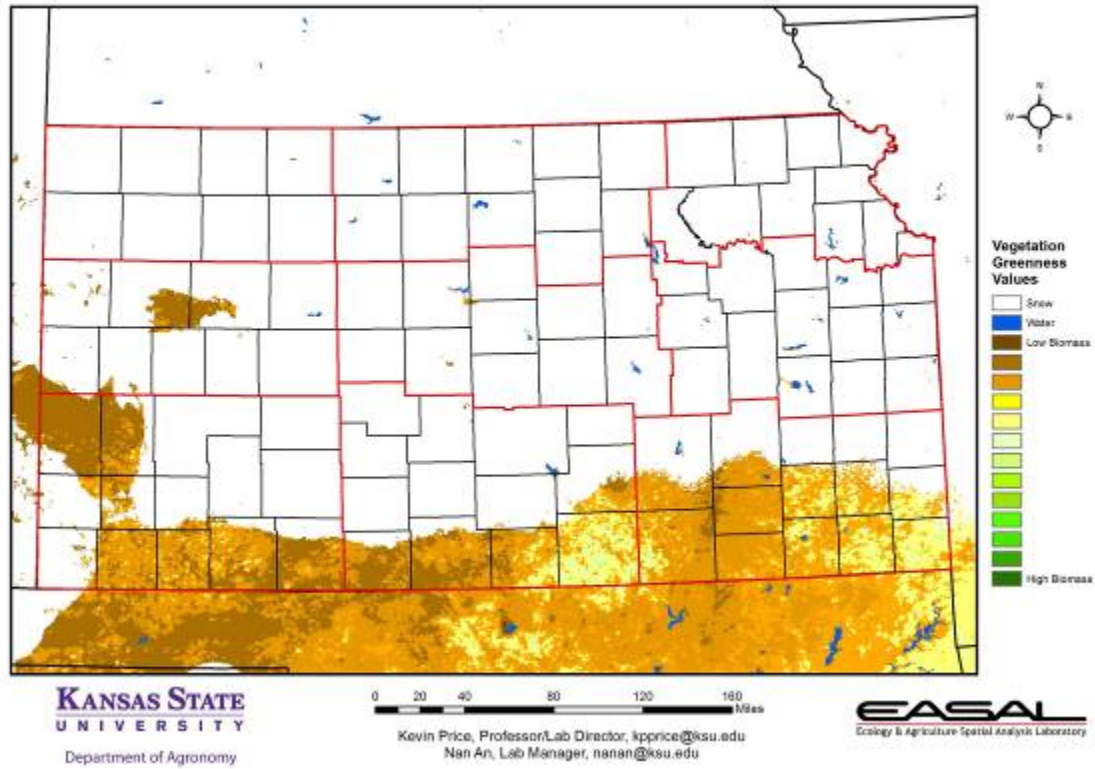 N
W
E
S
Vegetation
Greenness
Values
Snow
Water
Low Biomass
High Biomass
KANSAS STATE
UNIVERSITY
Department of Agronomy
0 20 40 80 120 160
Miles
Kevin Price, Professor/Lab Director, kpprice@ksu.edu
Nan An, Lab Manager, nanan@ksu.edu
EASAL
Ecology & Agriculture Spatial Analysis Laboratory